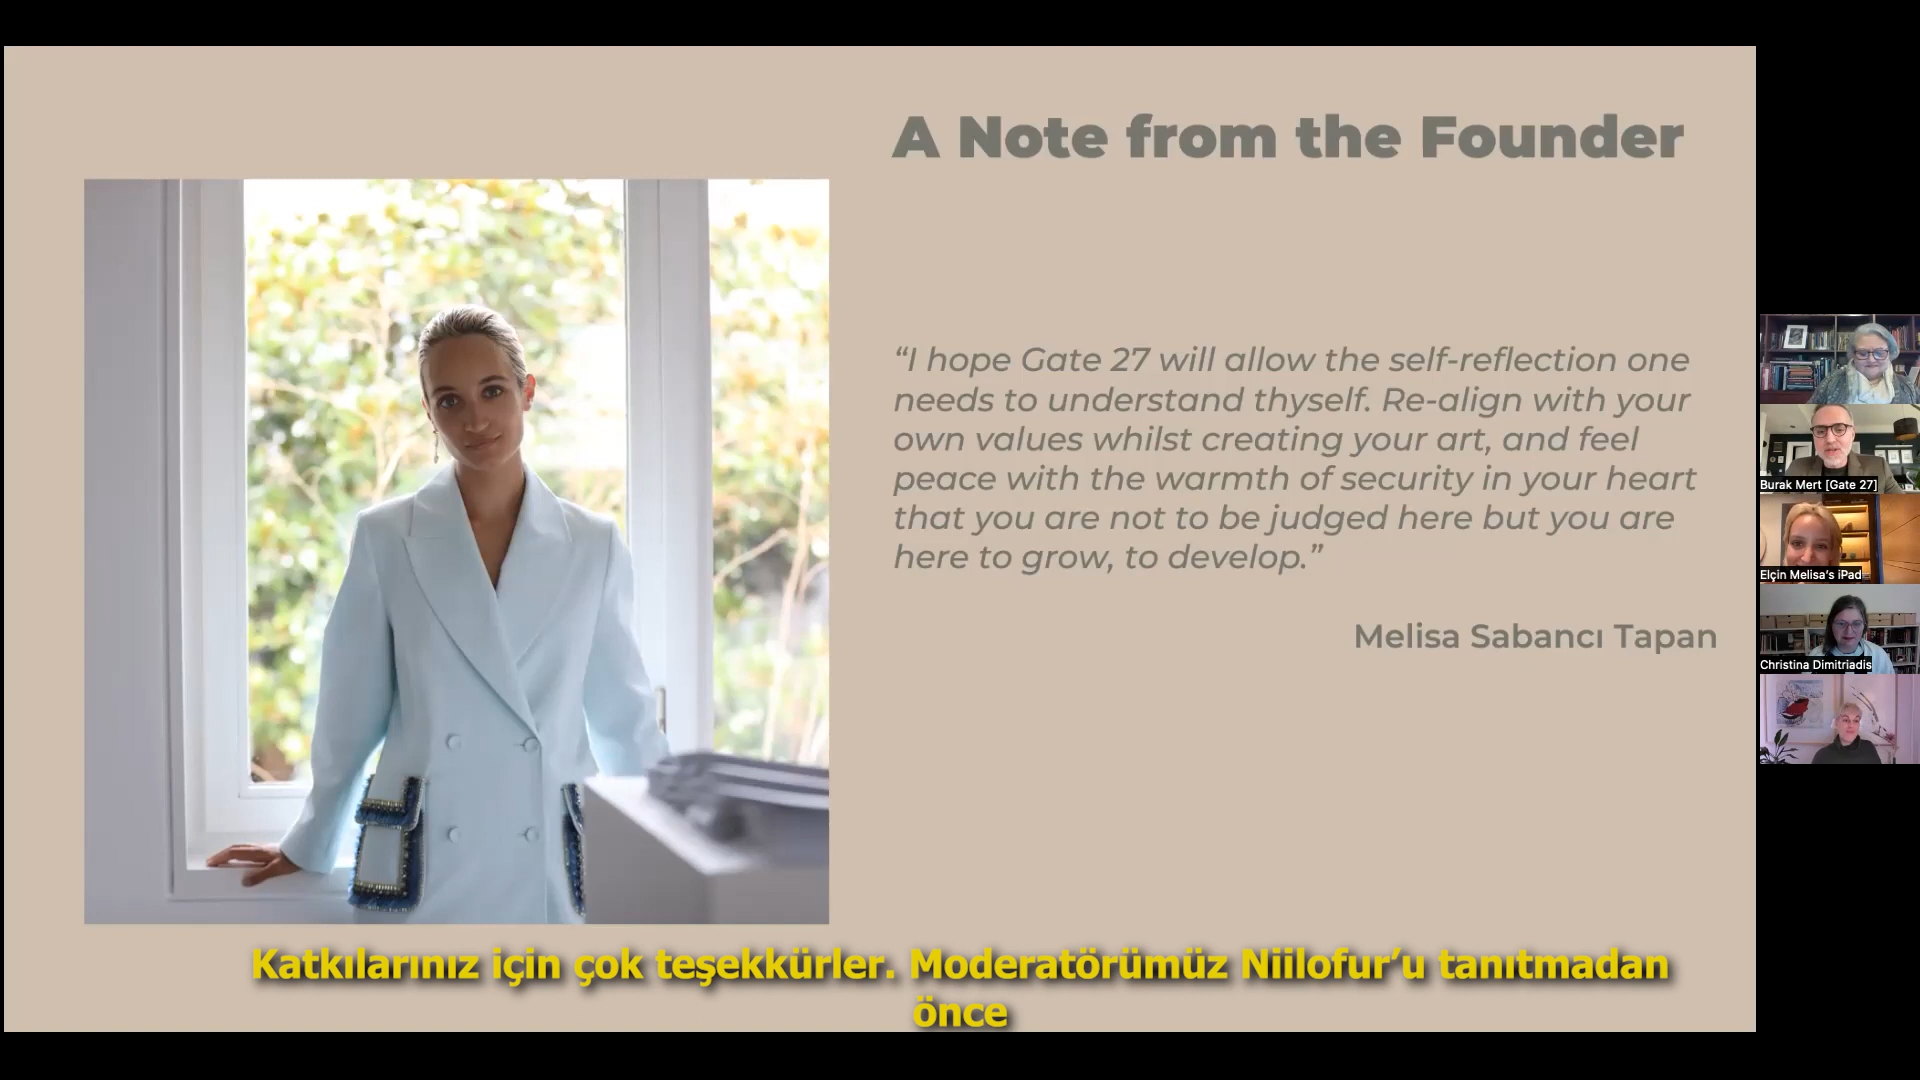 A Note from the Founder
“I hope Gate 27 will allow the self-reflection one
needs to understand thyself. Re-align with your
own values whilst creating your art, and feel
peace with the warmth of security in your heart
that you are not to be judged here but you are
here to grow, to develop.”
Melisa Sabancı Tapan
Burak Mert [Gate 27]
Elçin Melisa’s iPad
Christina Dimitriadis
Katkılarınız için çok teşekkürler. Moderatörümüz Niilofur’u tanıtmadan
önce